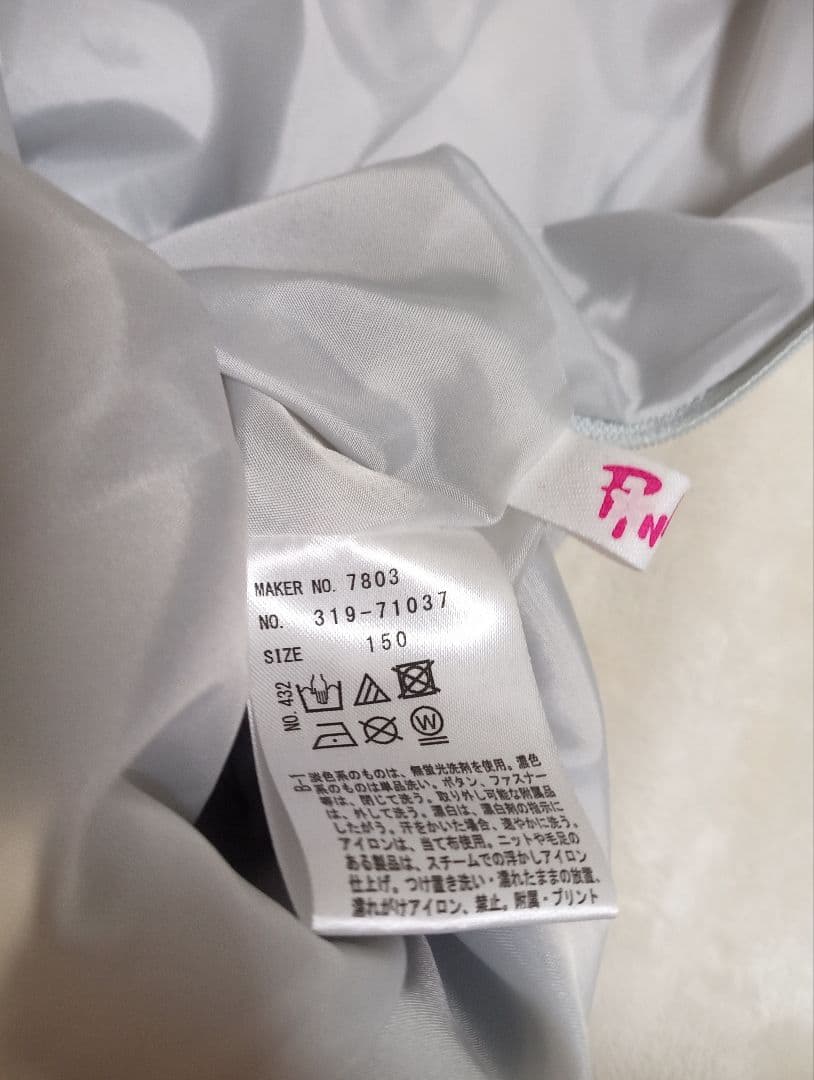 PIN
MAKER NO. 7803
NO. 319-71037
SIZE 150
NO.432
W
B-1
淡色系のものは、無蛍光洗剤を使用。濃色
系のものは単品洗い。ボタン、ファスナー
等は、閉じて洗う。取り外し可能な附属品
は、外して洗う。漂白は、漂白剤の指示に
したがう。汗をかいた場合、速やかに洗う。
アイロンは、当て布使用。ニットや毛足の
ある製品は、スチームでの浮かしアイロン
仕上げ。つけ置き洗い・濡れたままの放置、
濡れがけアイロン、禁止。附属・プリント